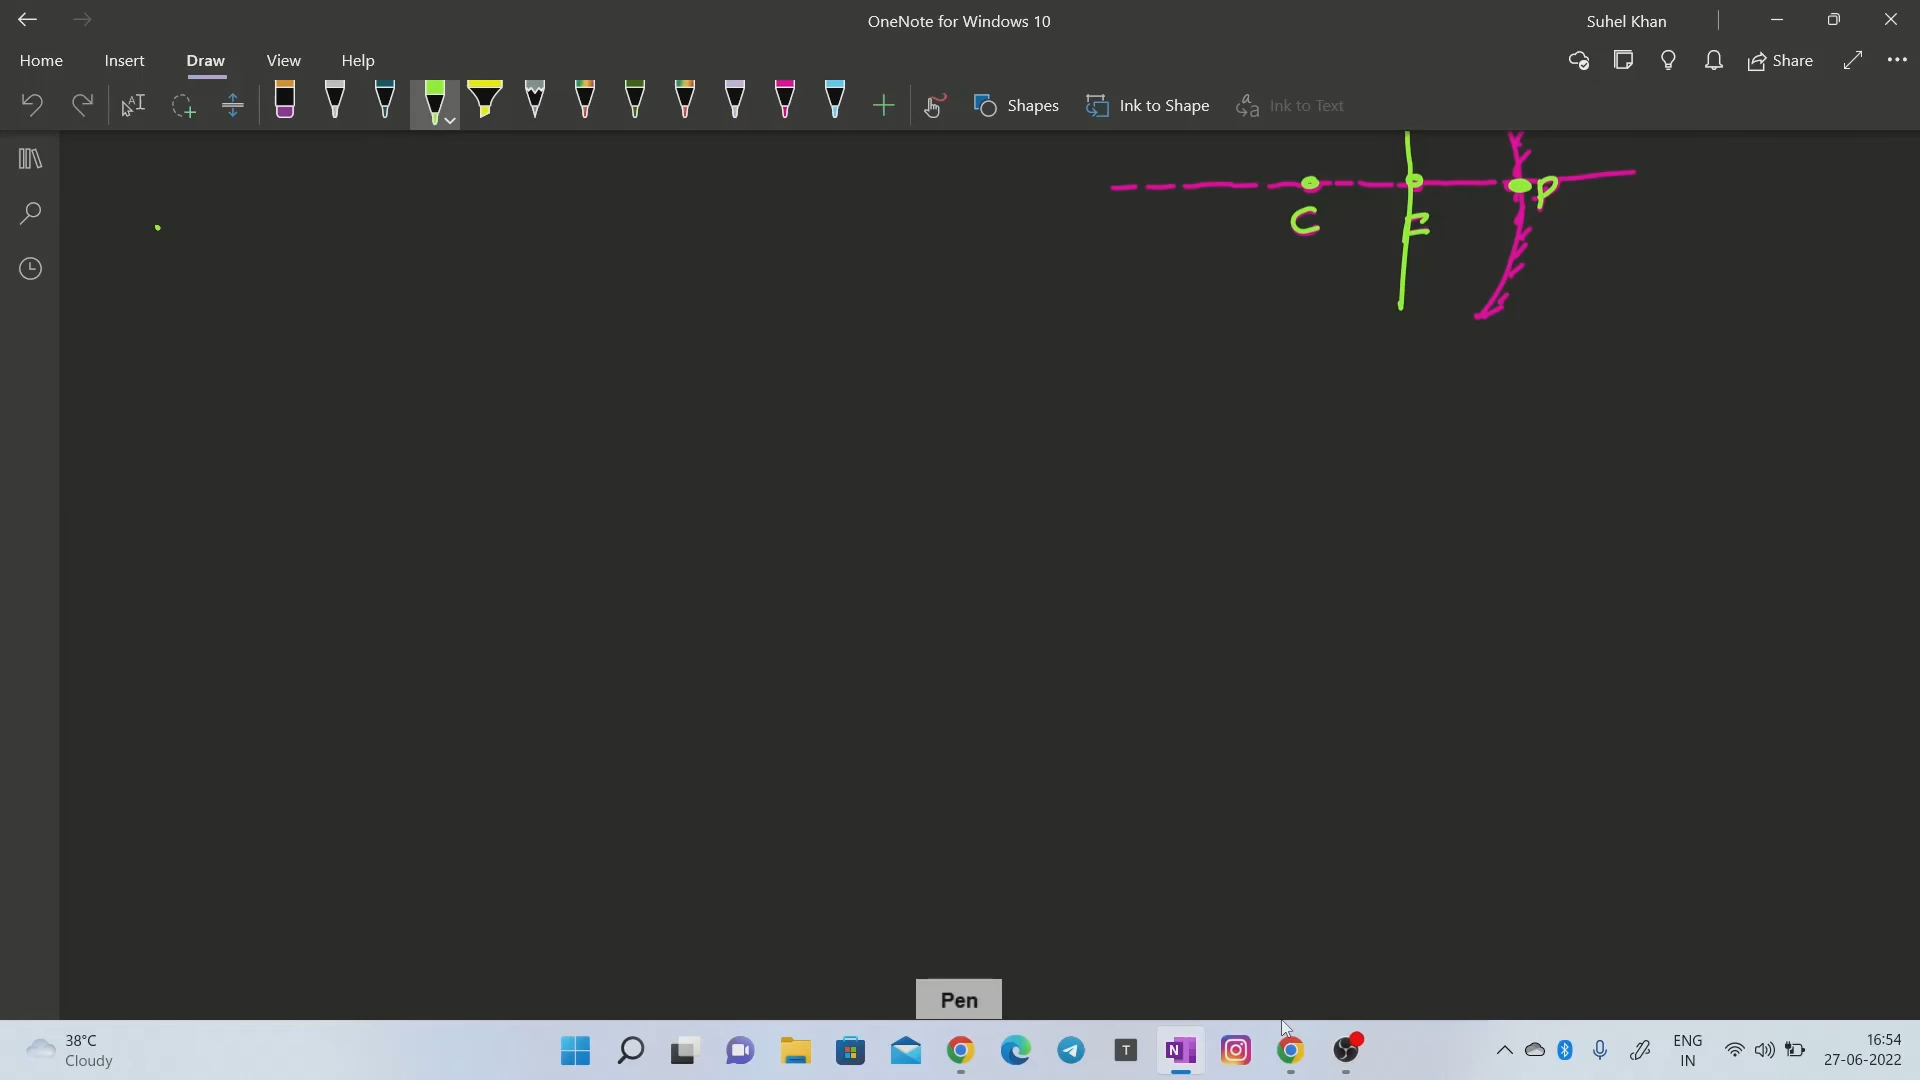 OneNote for Windows 10
Suhel Khan
Home Insert Draw View Help
Share
Shapes Ink to Shape Ink to Text
P
C F
Pen
38°C
Cloudy
T
N
ENG
IN
16:54
27-06-2022